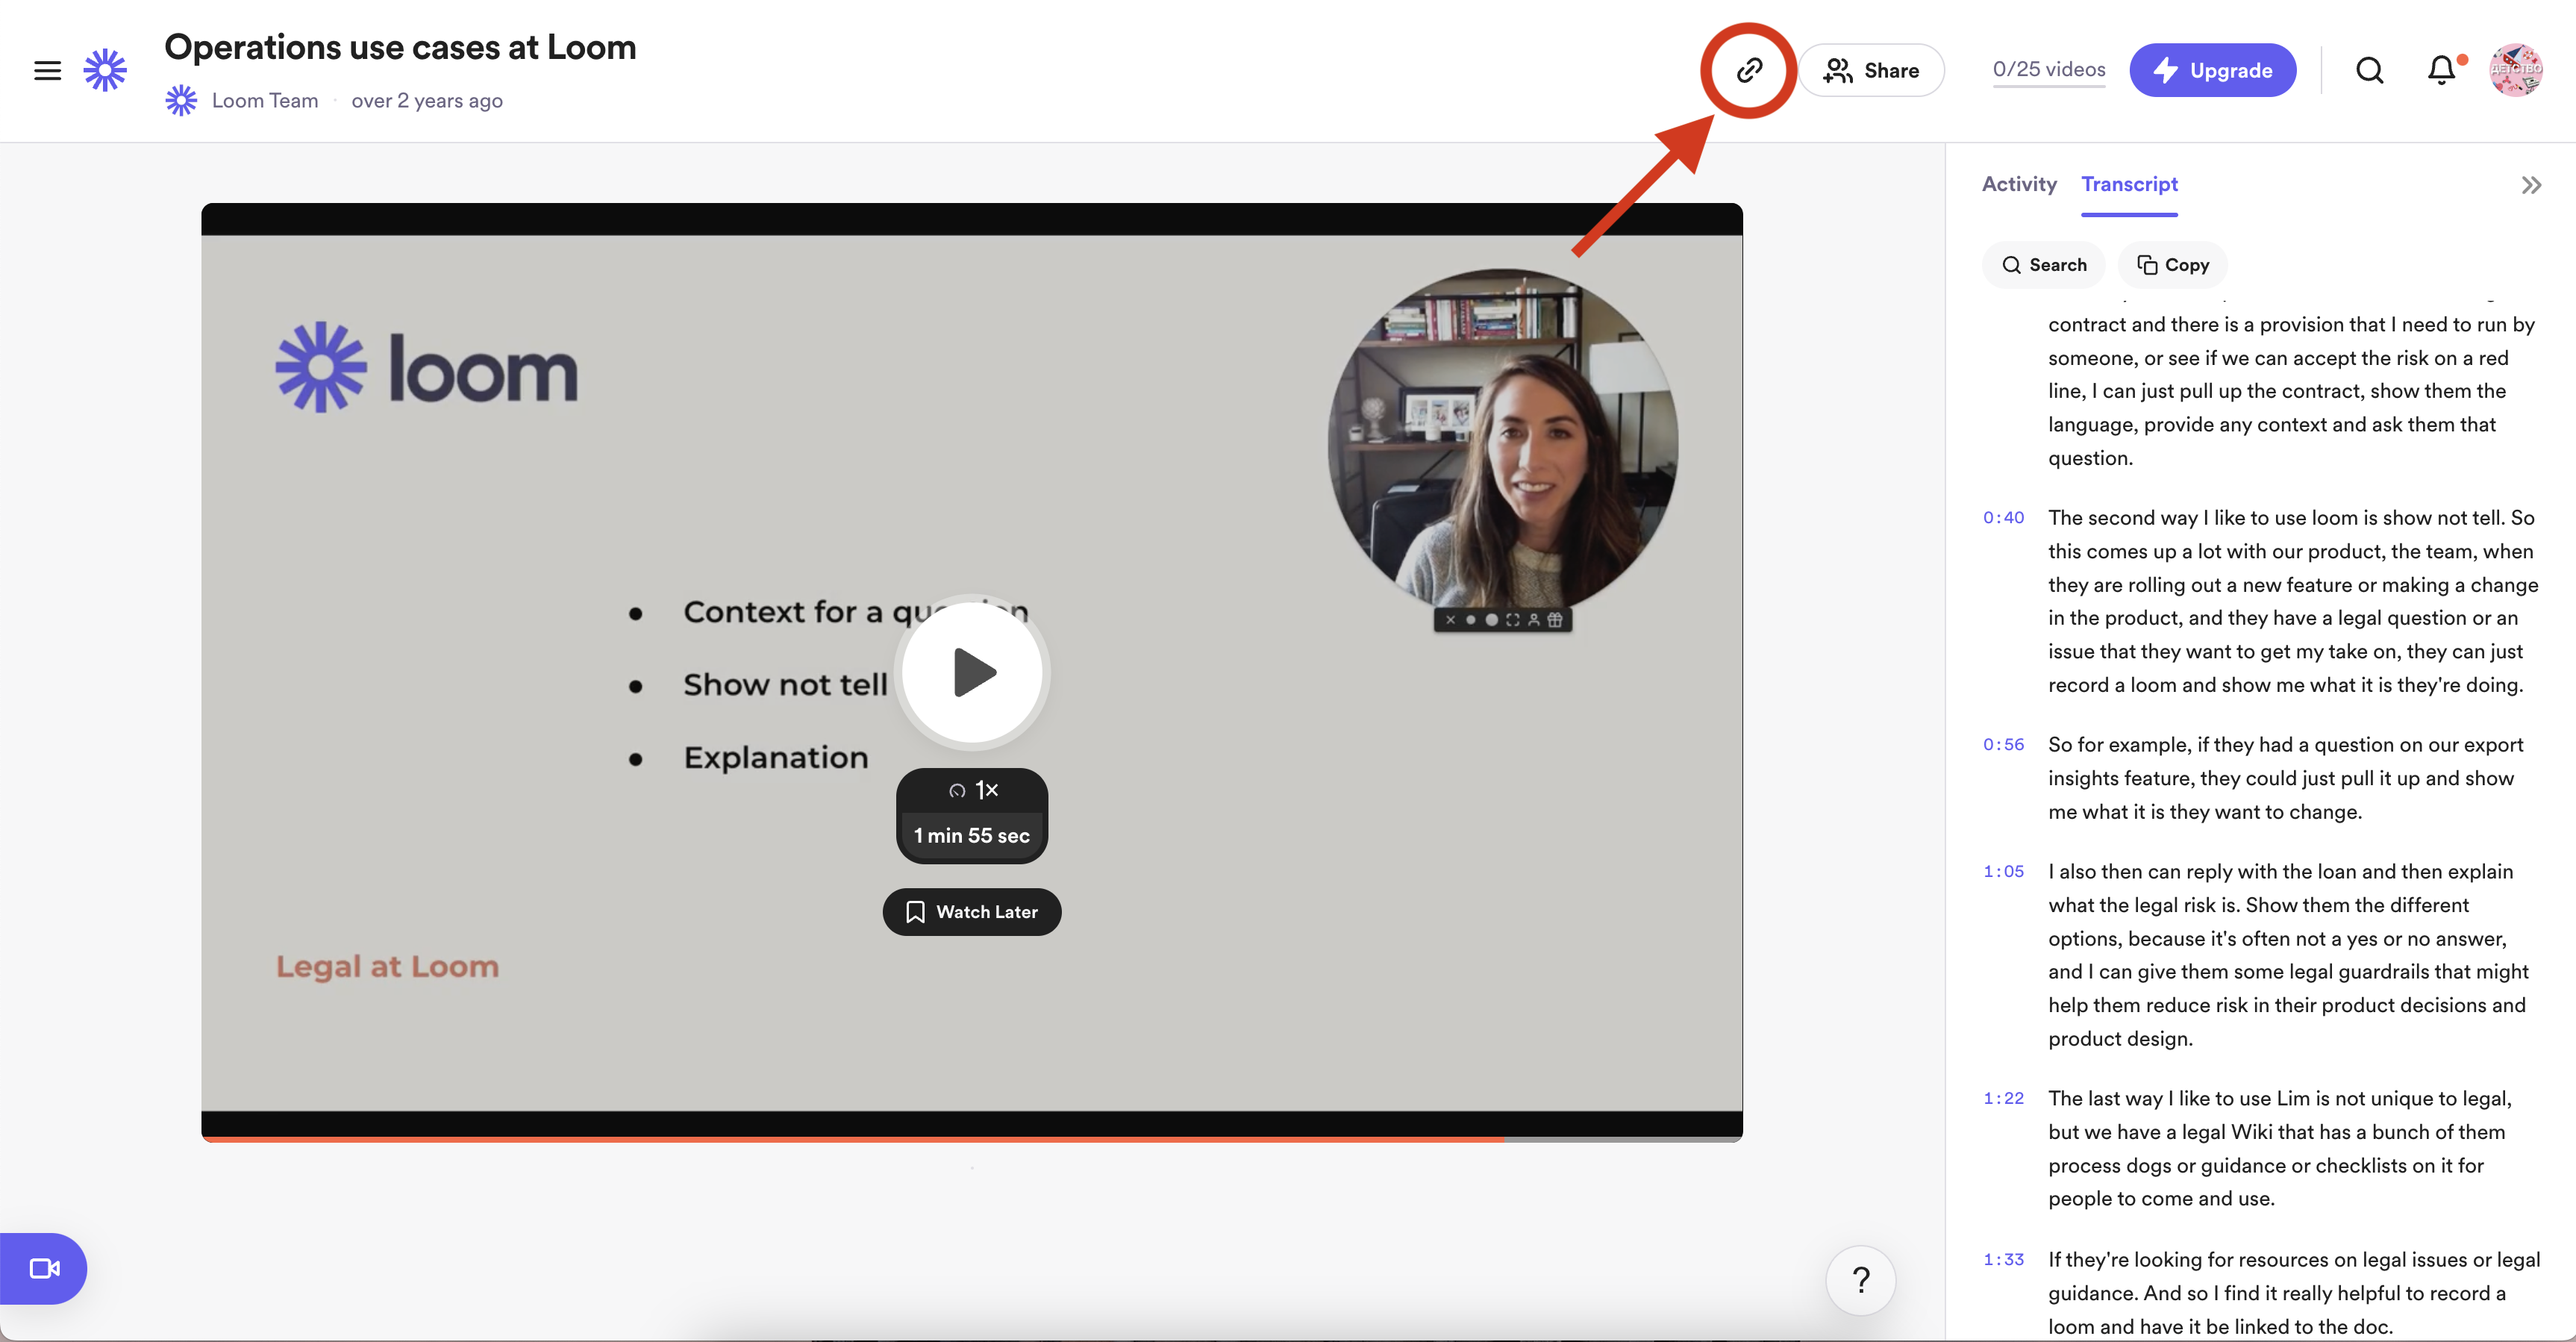 Operations use cases at Loom
Loom Team · over 2 years ago
Share
0/25 videos
Upgrade
ДЕТСТВО
loom
• Context for a
• Show not tell
• Explanation
1×
1 min 55 sec
Watch Later
Legal at Loom
?
Activity Transcript
Search Copy
contract and there is a provision that I need to run by
someone, or see if we can accept the risk on a red
line, I can just pull up the contract, show them the
language, provide any context and ask them that
question.
0:40 The second way I like to use loom is show not tell. So
this comes up a lot with our product, the team, when
they are rolling out a new feature or making a change
in the product, and they have a legal question or an
issue that they want to get my take on, they can just
record a loom and show me what it is they're doing.
0:56 So for example, if they had a question on our export
insights feature, they could just pull it up and show
me what it is they want to change.
1:05 I also then can reply with the loan and then explain
what the legal risk is. Show them the different
options, because it's often not a yes or no answer,
and I can give them some legal guardrails that might
help them reduce risk in their product decisions and
product design.
1:22 The last way I like to use Lim is not unique to legal,
but we have a legal Wiki that has a bunch of them
process dogs or guidance or checklists on it for
people to come and use.
1:33 If they're looking for resources on legal issues or legal
guidance. And so I find it really helpful to record a
loom and have it be linked to the doc.